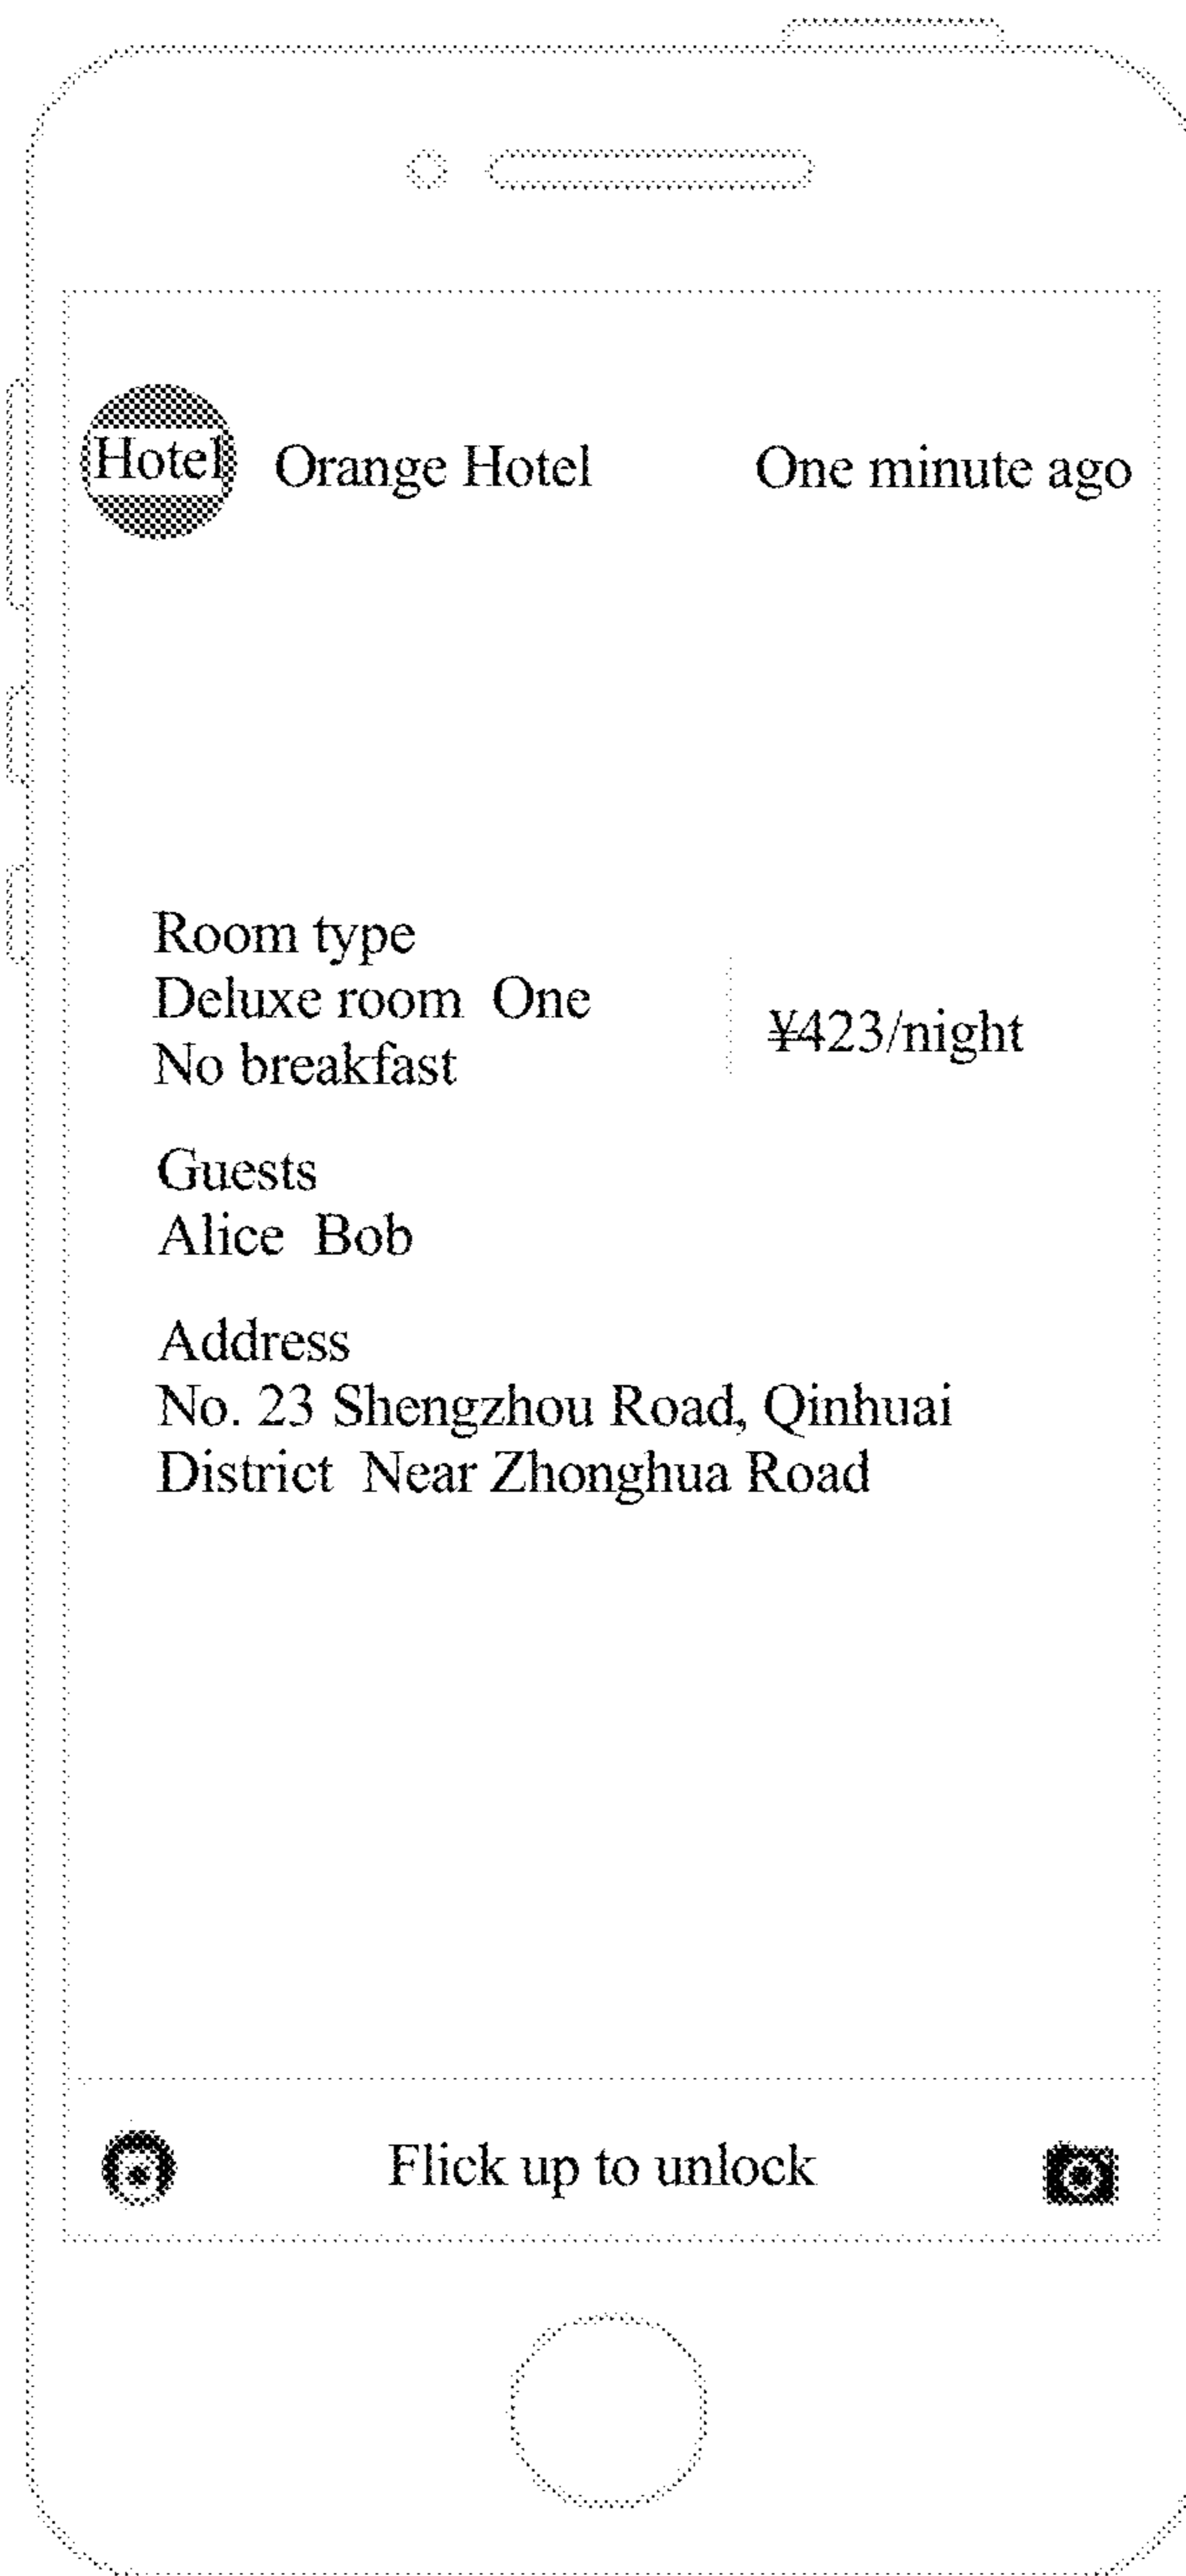 Hotel Orange Hotel One minute ago
Room type
Deluxe room One
No breakfast
¥423/night
Guests
Alice Bob
Address
No. 23 Shengzhou Road, Qinhuai
District Near Zhonghua Road
Flick up to unlock